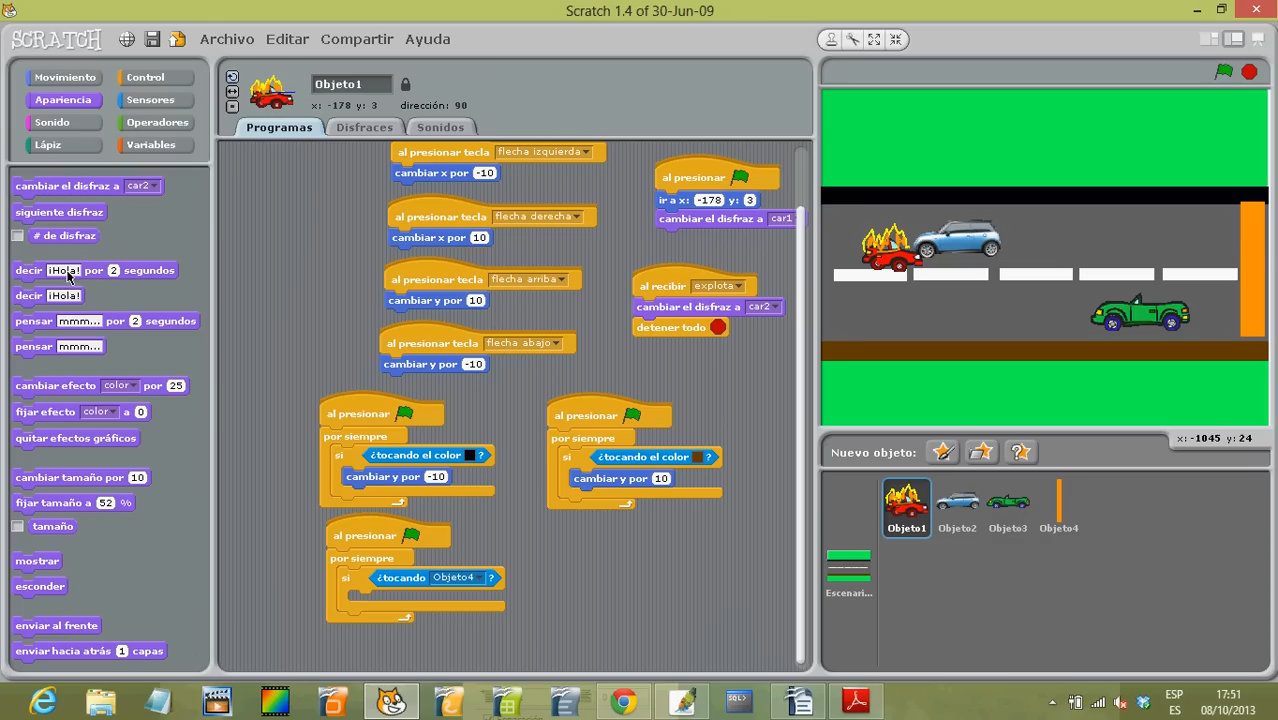 Scratch 1.4 of 30-Jun-09
SCRATCH
Archivo Editar Compartir Ayuda
Movimiento Control
Apariencia Sensores
Sonido Operadores
Lápiz Variables
Objeto1
x: -178 y: 3 dirección: 90
Programas Disfraces Sonidos
cambiar el disfraz a car2
siguiente disfraz
# de disfraz
decir ¡Hola! por 2 segundos
decir ¡Hola!
pensar mmm... por 2 segundos
pensar mmm...
cambiar efecto color por 25
fijar efecto color a 0
quitar efectos gráficos
cambiar tamaño por 10
fijar tamaño a 52 %
tamaño
mostrar
esconder
enviar al frente
enviar hacia atrás 1 capas
al presionar tecla flecha izquierda
cambiar x por -10
al presionar tecla flecha derecha
cambiar x por 10
al presionar tecla flecha arriba
cambiar y por 10
al presionar tecla flecha abajo
cambiar y por -10
al presionar
ir a x: -178 y: 3
cambiar el disfraz a car1
al recibir explota
cambiar el disfraz a car2
detener todo
al presionar
por siempre
si ¿tocando el color ?
cambiar y por -10
al presionar
por siempre
si ¿tocando el color ?
cambiar y por 10
al presionar
por siempre
si ¿tocando Objeto4 ?
x: -1045 y: 24
Nuevo objeto:
Objeto1 Objeto2 Objeto3 Objeto4
Escenari...
SQL
ESP
ES
17:51
08/10/2013